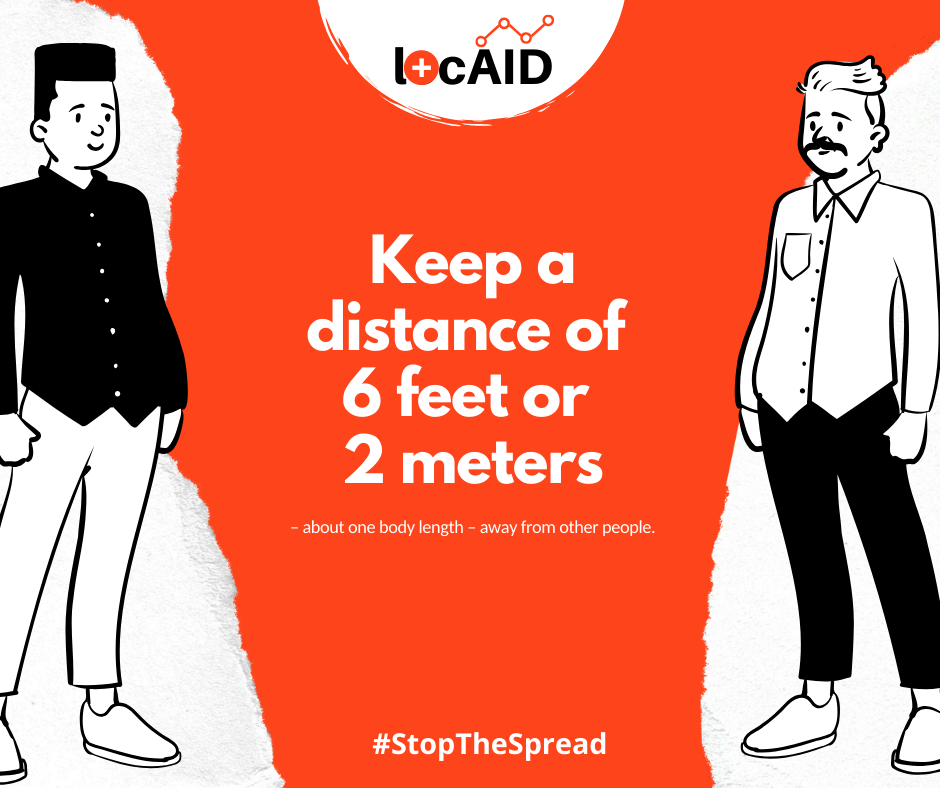 locAID
Keep a
distance of
6 feet or
2 meters
– about one body length – away from other people.
#StopTheSpread